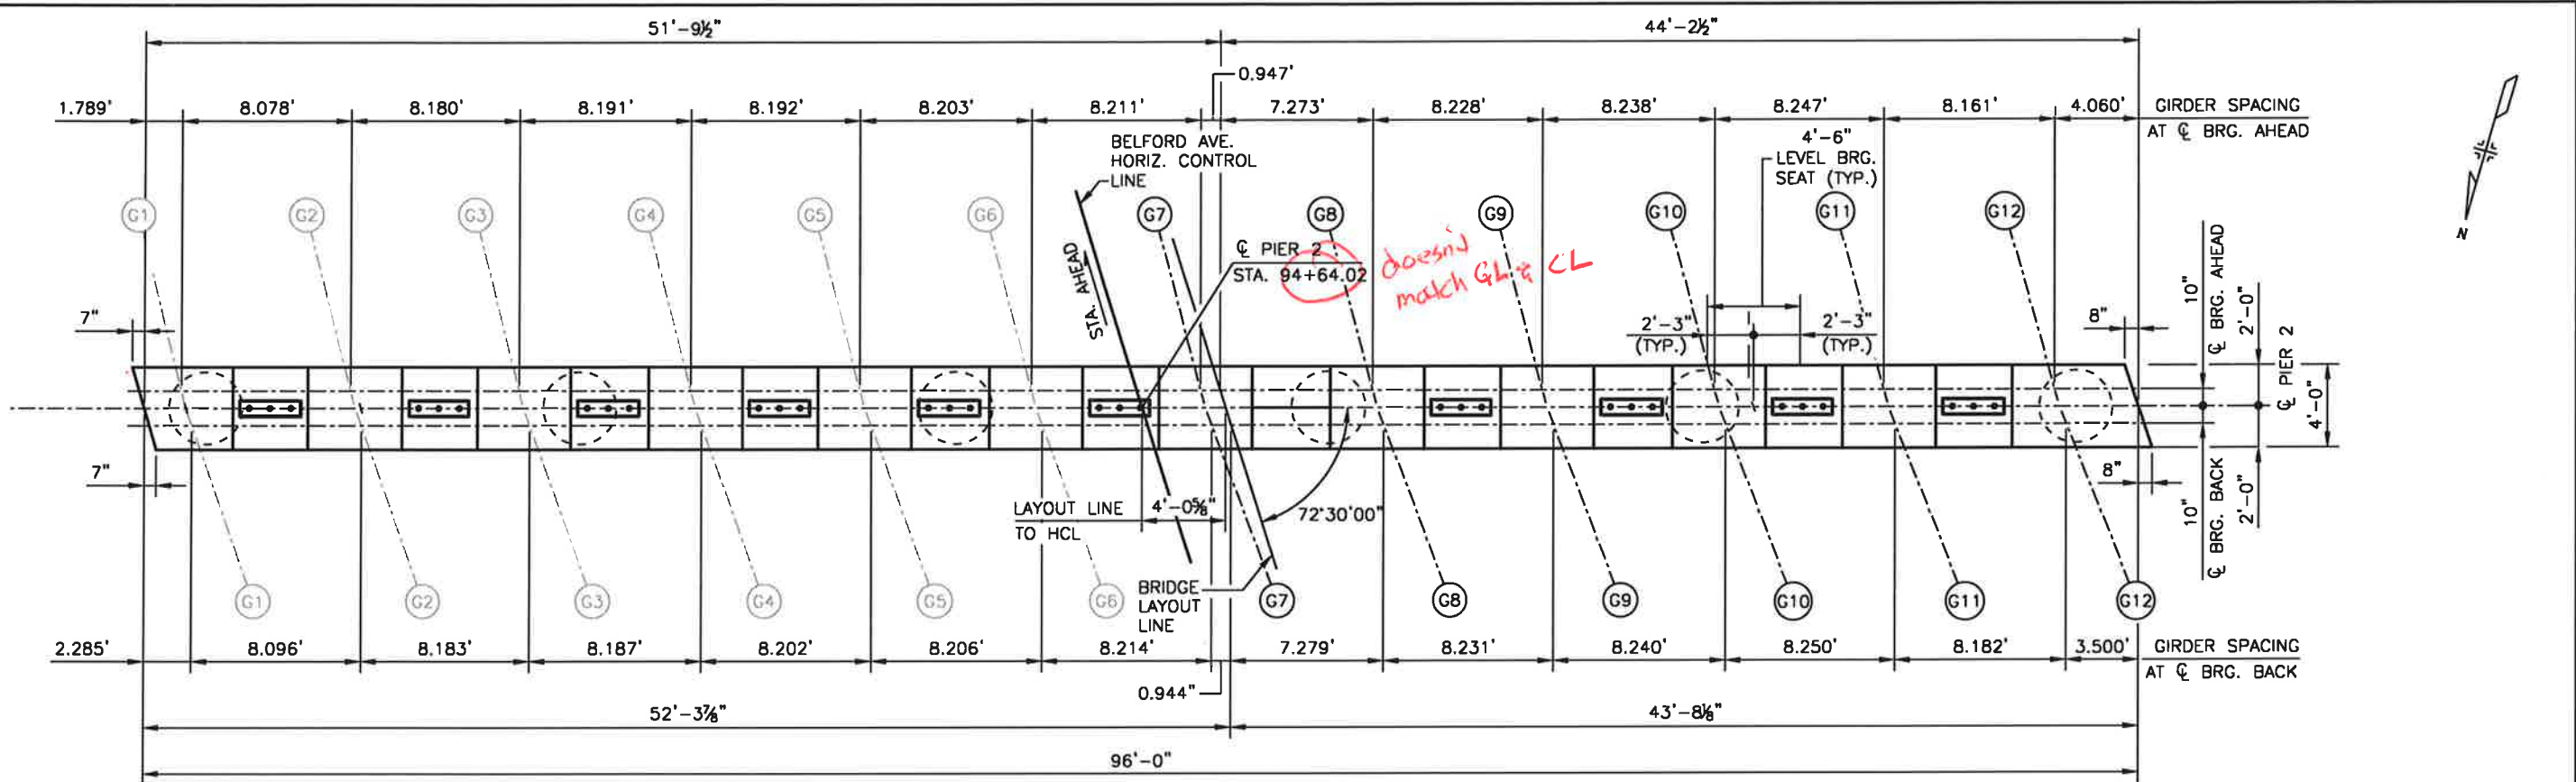 51'-9½" 44'-2½"
0.947'
1.789' 8.078' 8.180' 8.191' 8.192' 8.203' 8.211' 7.273' 8.228' 8.238' 8.247' 8.161' 4.060' GIRDER SPACING
AT ℄ BRG. AHEAD
BELFORD AVE.
HORIZ. CONTROL
LINE
4'-6"
LEVEL BRG.
SEAT (TYP.)
G1 G2 G3 G4 G5 G6 G7 G8 G9 G10 G11 G12
N
STA. AHEAD
℄ PIER 2
STA. 94+64.02
doesn't
match GL & CL
7" 2'-3" 2'-3" 8"
(TYP.) (TYP.)
10" ℄ BRG. AHEAD
2'-0"
℄ PIER 2
4'-0"
7" 8"
10" ℄ BRG. BACK
2'-0"
LAYOUT LINE 4'-0⅝" 72°30'00"
TO HCL
BRIDGE
LAYOUT
LINE
G1 G2 G3 G4 G5 G6 G7 G8 G9 G10 G11 G12
2.285' 8.096' 8.183' 8.187' 8.202' 8.206' 8.214' 7.279' 8.231' 8.240' 8.250' 8.182' 3.500' GIRDER SPACING
AT ℄ BRG. BACK
0.944"
52'-3⅞" 43'-8⅛"
96'-0"